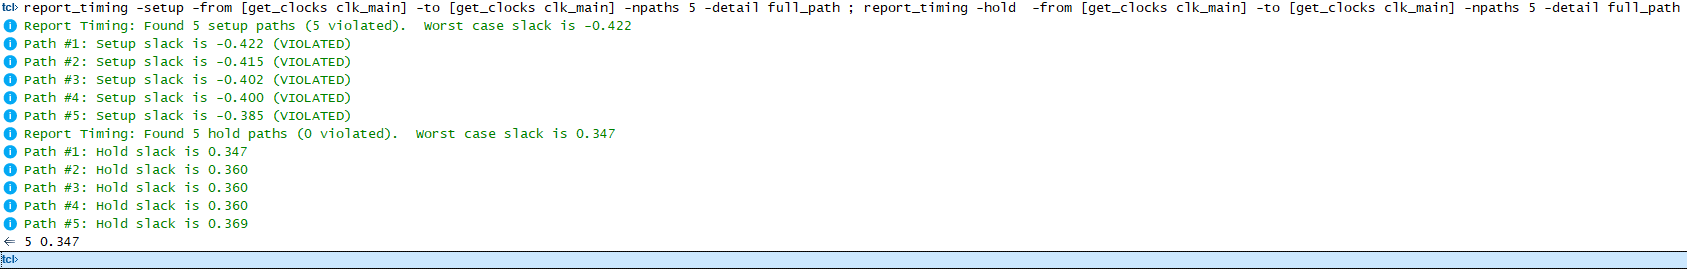 tcl> report_timing -setup -from [get_clocks clk_main] -to [get_clocks clk_main] -npaths 5 -detail full_path ; report_timing -hold  -from [get_clocks clk_main] -to [get_clocks clk_main] -npaths 5 -detail full_path
Report Timing: Found 5 setup paths (5 violated).  Worst case slack is -0.422
Path #1: Setup slack is -0.422 (VIOLATED)
Path #2: Setup slack is -0.415 (VIOLATED)
Path #3: Setup slack is -0.402 (VIOLATED)
Path #4: Setup slack is -0.400 (VIOLATED)
Path #5: Setup slack is -0.385 (VIOLATED)
Report Timing: Found 5 hold paths (0 violated).  Worst case slack is 0.347
Path #1: Hold slack is 0.347
Path #2: Hold slack is 0.360
Path #3: Hold slack is 0.360
Path #4: Hold slack is 0.360
Path #5: Hold slack is 0.369
⇐ 5 0.347
tcl>